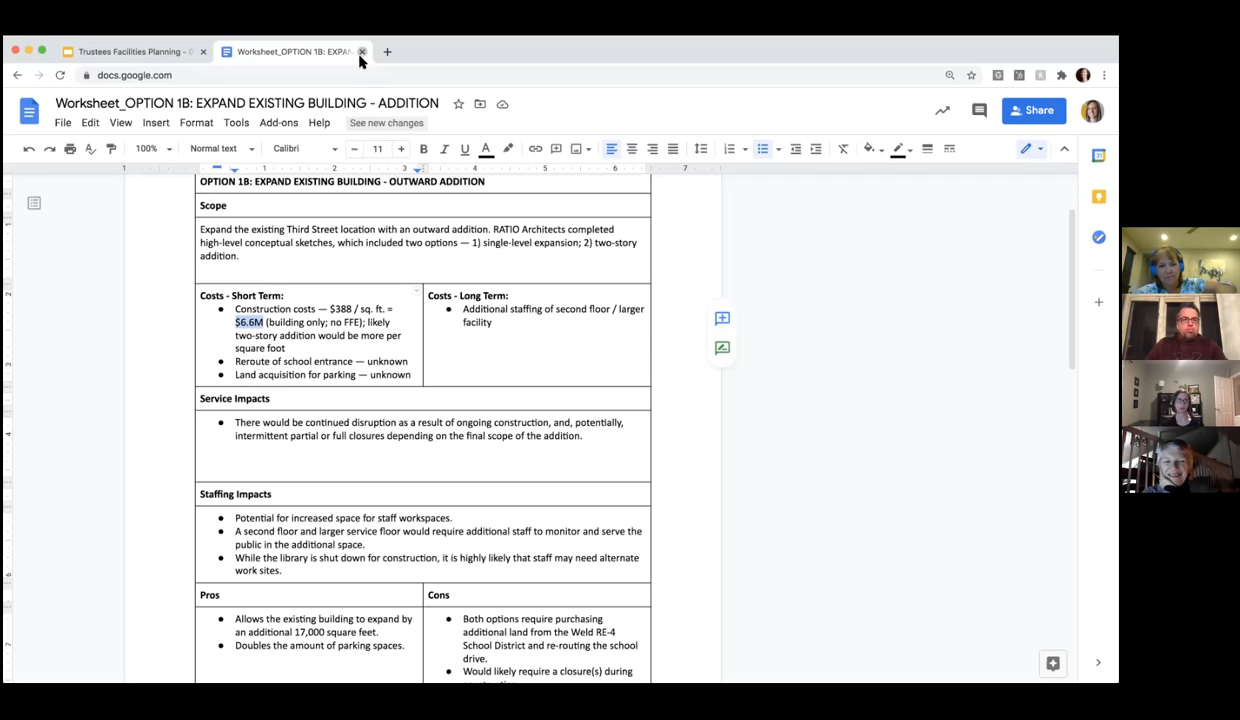 Trustees Facilities Planning - 
Worksheet_OPTION 1B: EXPAN
docs.google.com
Worksheet_OPTION 1B: EXPAND EXISTING BUILDING - ADDITION
Share
File Edit View Insert Format Tools Add-ons Help See new changes
100% Normal text Calibri 11
1 1 2 3 4 5 6 7
OPTION 1B: EXPAND EXISTING BUILDING - OUTWARD ADDITION
Scope
Expand the existing Third Street location with an outward addition. RATIO Architects completed
high-level conceptual sketches, which included two options — 1) single-level expansion; 2) two-story
addition.
Costs - Short Term:
● Construction costs — $388 / sq. ft. =
$6.6M (building only; no FFE); likely
two-story addition would be more per
square foot
● Reroute of school entrance — unknown
● Land acquisition for parking — unknown
Costs - Long Term:
● Additional staffing of second floor / larger
facility
Service Impacts
● There would be continued disruption as a result of ongoing construction, and, potentially,
intermittent partial or full closures depending on the final scope of the addition.
Staffing Impacts
● Potential for increased space for staff workspaces.
● A second floor and larger service floor would require additional staff to monitor and serve the
public in the additional space.
● While the library is shut down for construction, it is highly likely that staff may need alternate
work sites.
Pros
● Allows the existing building to expand by
an additional 17,000 square feet.
● Doubles the amount of parking spaces.
Cons
● Both options require purchasing
additional land from the Weld RE-4
School District and re-routing the school
drive.
● Would likely require a closure(s) during